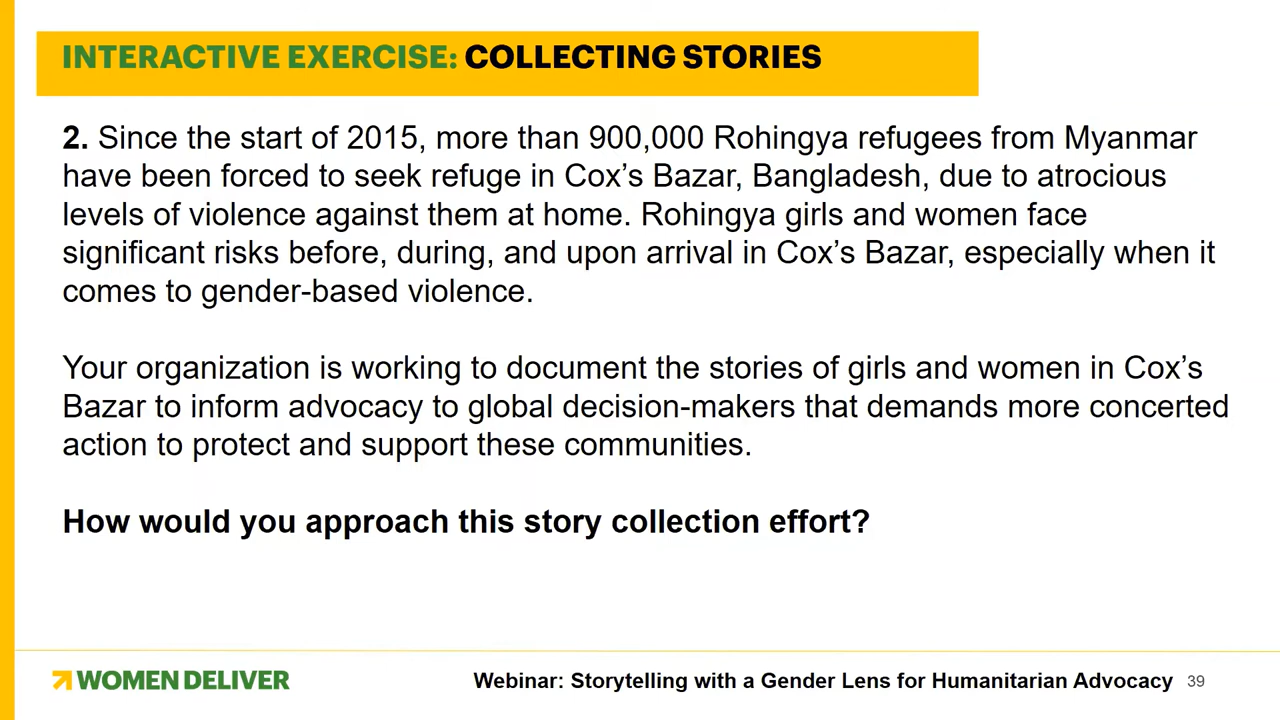 INTERACTIVE EXERCISE: COLLECTING STORIES
2. Since the start of 2015, more than 900,000 Rohingya refugees from Myanmar
have been forced to seek refuge in Cox’s Bazar, Bangladesh, due to atrocious
levels of violence against them at home. Rohingya girls and women face
significant risks before, during, and upon arrival in Cox’s Bazar, especially when it
comes to gender-based violence.
Your organization is working to document the stories of girls and women in Cox’s
Bazar to inform advocacy to global decision-makers that demands more concerted
action to protect and support these communities.
How would you approach this story collection effort?
WOMEN DELIVER
Webinar: Storytelling with a Gender Lens for Humanitarian Advocacy 39